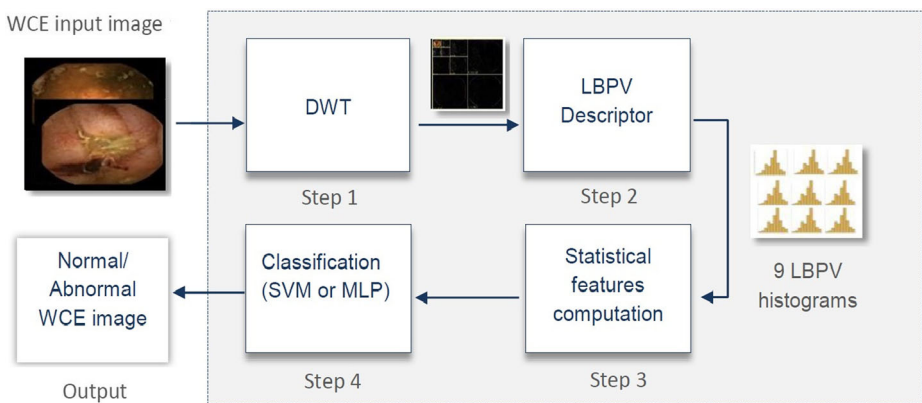 WCE input image
DWT
Step 1
LBPV
Descriptor
Step 2
9 LBPV
histograms
Statistical
features
computation
Step 3
Classification
(SVM or MLP)
Step 4
Normal/
Abnormal
WCE image
Output